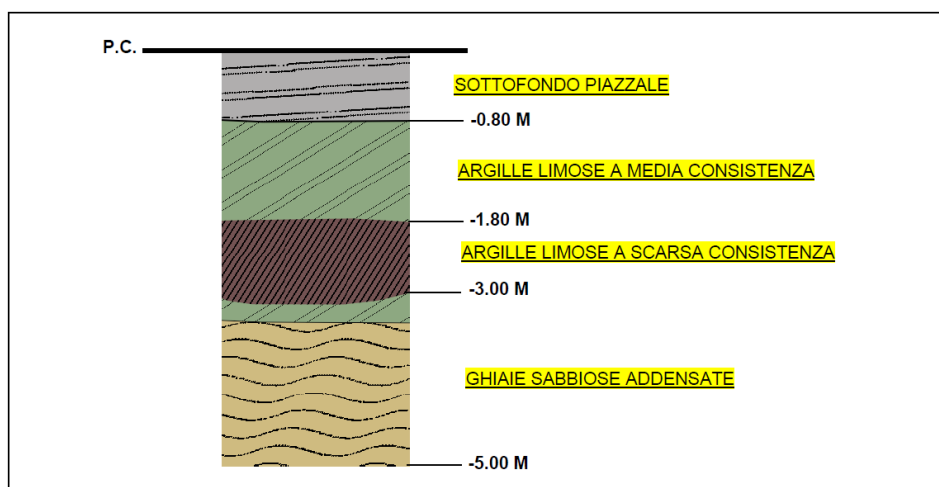 P.C.
SOTTOFONDO PIAZZALE
-0.80 M
ARGILLE LIMOSE A MEDIA CONSISTENZA
-1.80 M
ARGILLE LIMOSE A SCARSA CONSISTENZA
-3.00 M
GHIAIE SABBIOSE ADDENSATE
-5.00 M